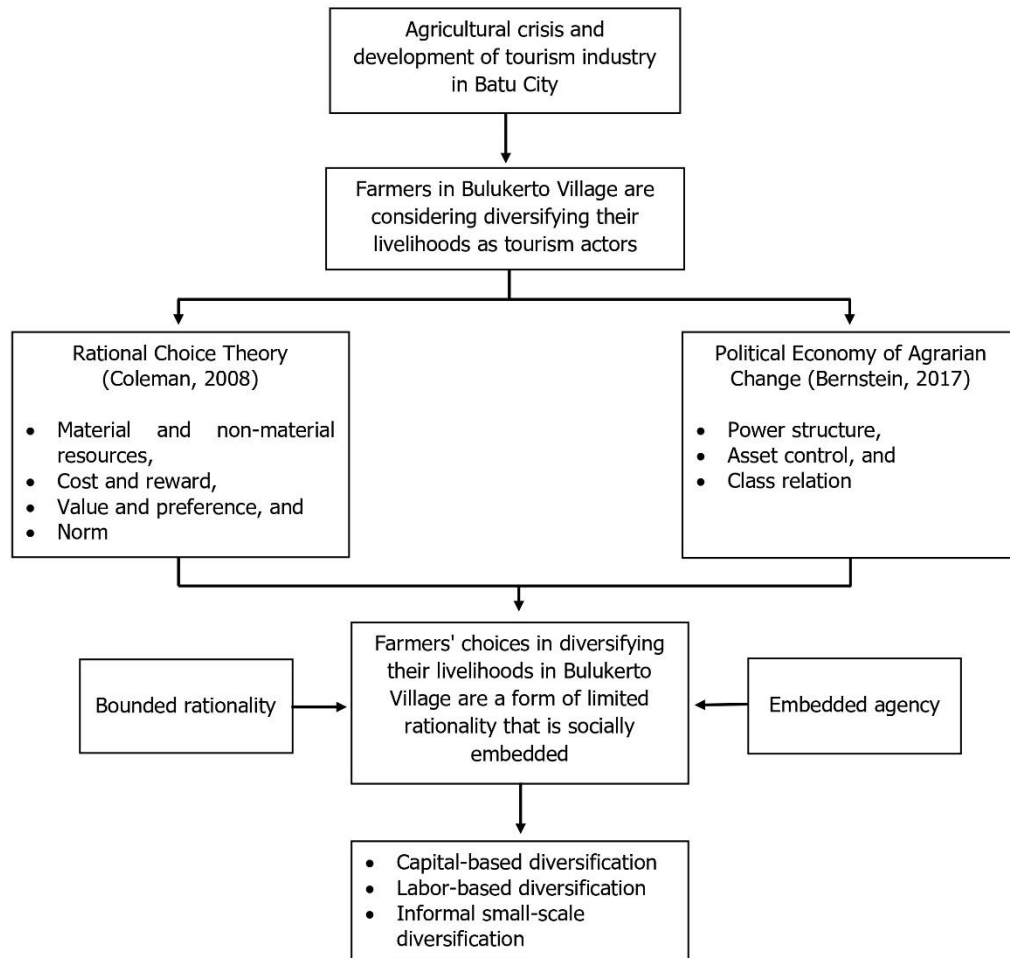 Agricultural crisis and
development of tourism industry
in Batu City
Farmers in Bulukerto Village are
considering diversifying their
livelihoods as tourism actors
Rational Choice Theory
(Coleman, 2008)
• Material and non-material
resources,
• Cost and reward,
• Value and preference, and
• Norm
Political Economy of Agrarian
Change (Bernstein, 2017)
• Power structure,
• Asset control, and
• Class relation
Bounded rationality
Farmers' choices in diversifying
their livelihoods in Bulukerto
Village are a form of limited
rationality that is socially
embedded
Embedded agency
• Capital-based diversification
• Labor-based diversification
• Informal small-scale
diversification